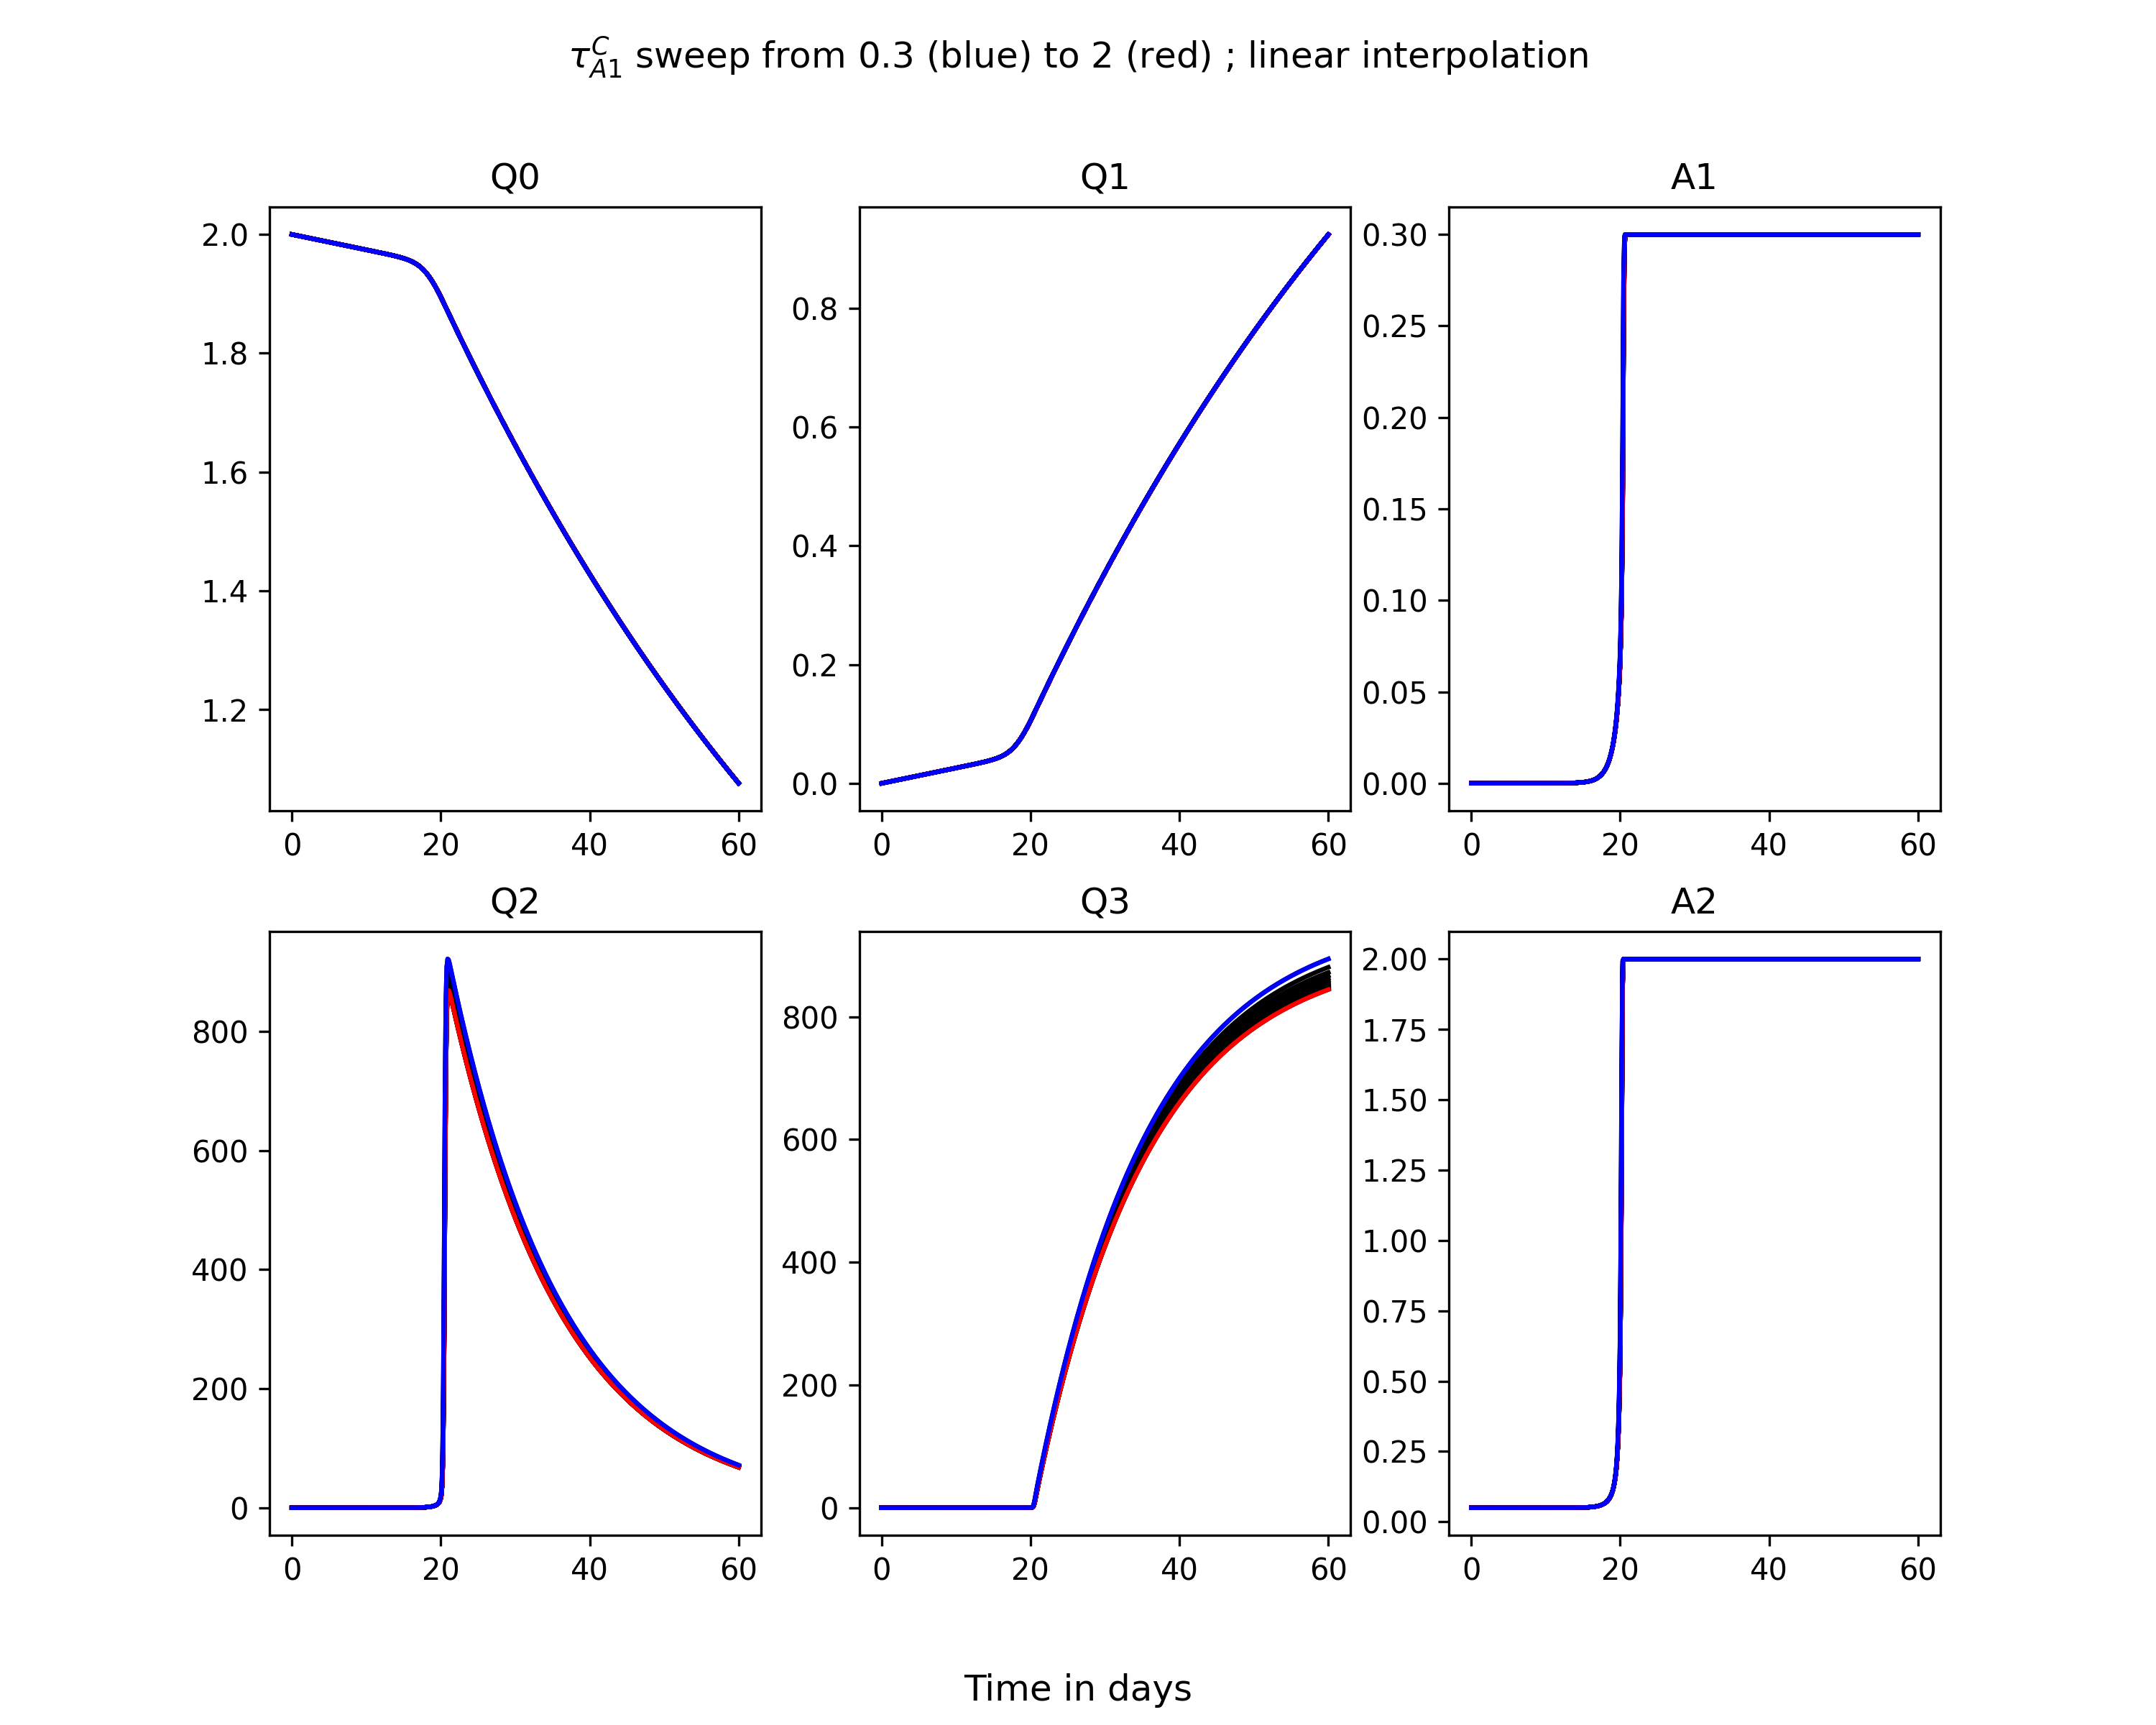 τ_{A1}^{C} sweep from 0.3 (blue) to 2 (red) ; linear interpolation
Q0
2.0
1.8
1.6
1.4
1.2
0 20 40 60
Q1
0.8
0.6
0.4
0.2
0.0
0 20 40 60
A1
0.30
0.25
0.20
0.15
0.10
0.05
0.00
0 20 40 60
Q2
800
600
400
200
0
0 20 40 60
Q3
800
600
400
200
0
0 20 40 60
A2
2.00
1.75
1.50
1.25
1.00
0.75
0.50
0.25
0.00
0 20 40 60
Time in days